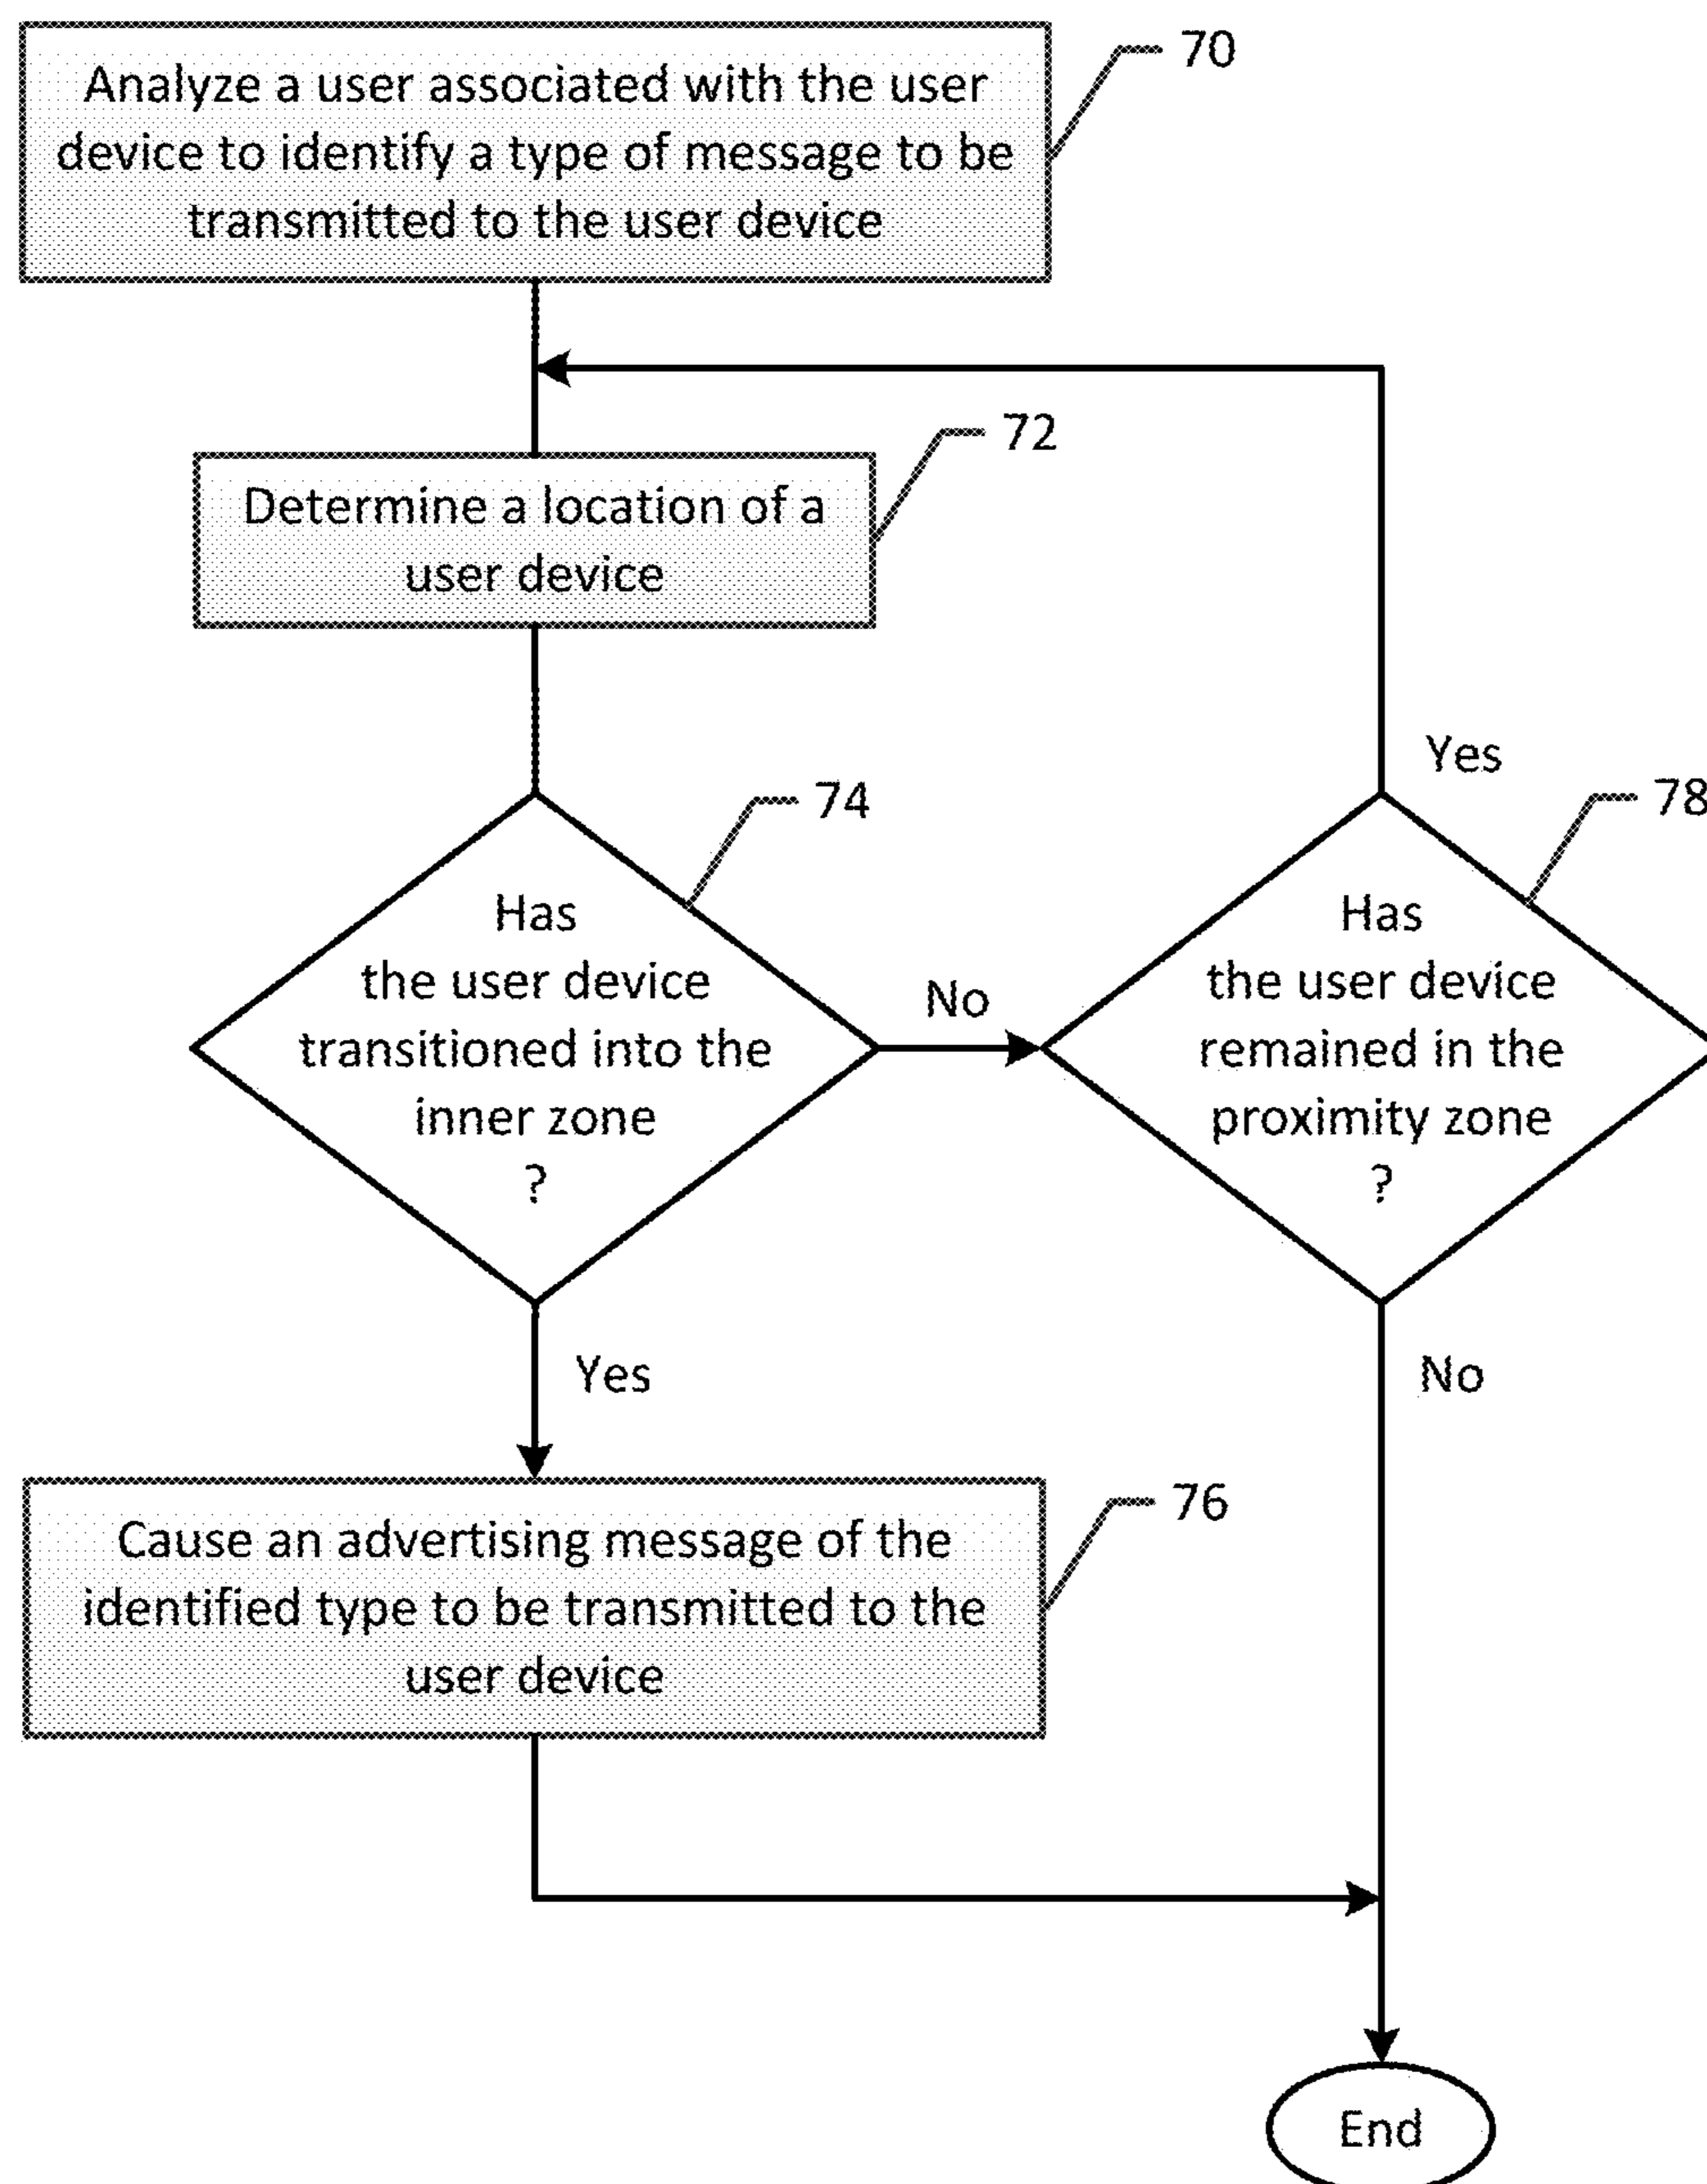 Analyze a user associated with the user
device to identify a type of message to be
transmitted to the user device
70
Determine a location of a
user device
72
Has
the user device
transitioned into the
inner zone
?
74
No
Has
the user device
remained in the
proximity zone
?
78
Yes
Yes
No
Cause an advertising message of the
identified type to be transmitted to the
user device
76
End